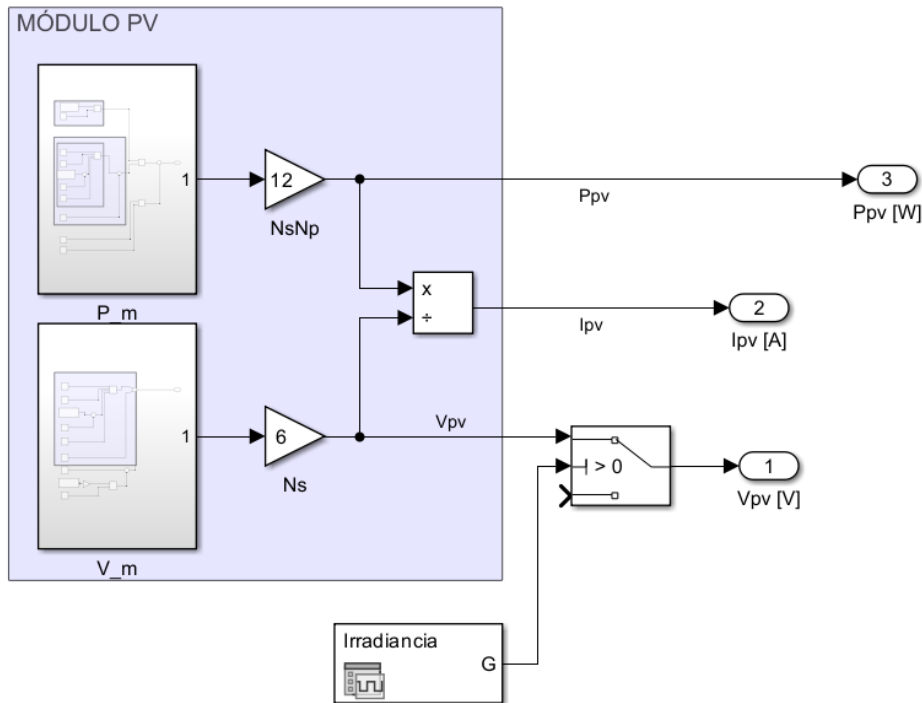 MÓDULO PV
1
P_m
12
NsNp
Ppv
3
Ppv [W]
x
÷
Ipv
2
Ipv [A]
1
V_m
6
Ns
Vpv
> 0
1
Vpv [V]
Irradiancia
G